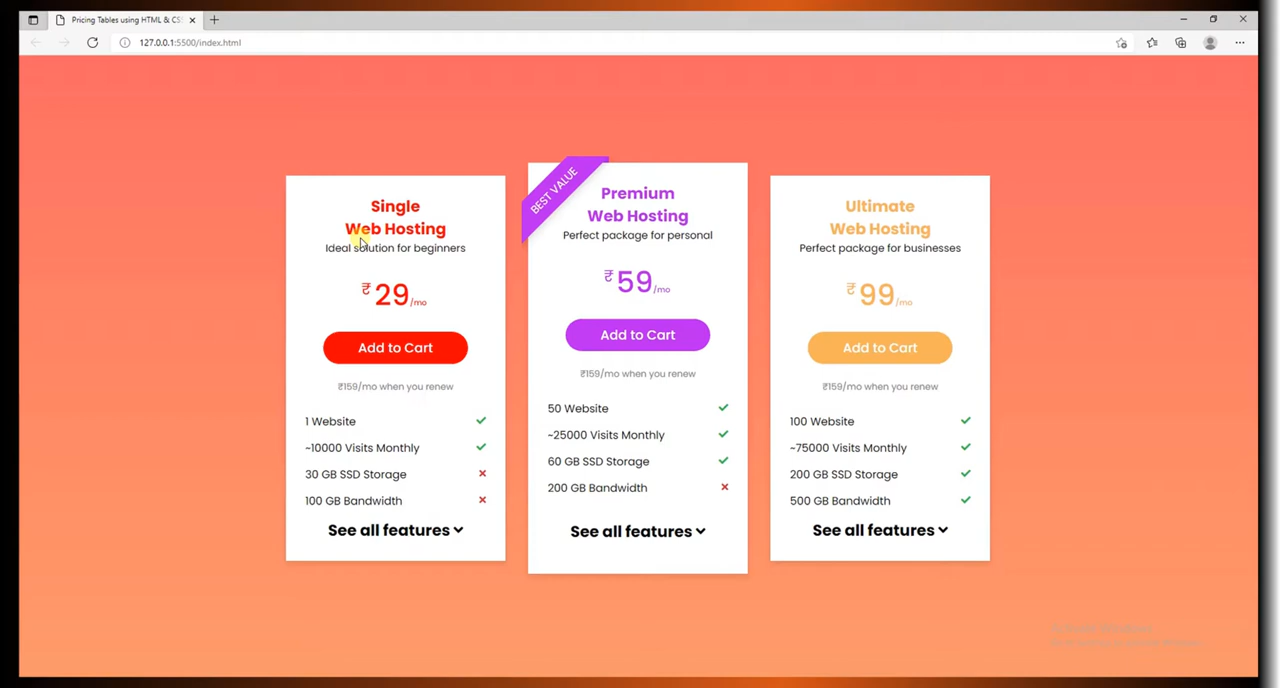 Pricing Tables using HTML & CS
127.0.0.1:5500/index.html
Single
Web Hosting
Ideal solution for beginners
₹ 29 /mo
Add to Cart
₹159/mo when you renew
1 Website
~10000 Visits Monthly
30 GB SSD Storage
100 GB Bandwidth
See all features
BEST VALUE
Premium
Web Hosting
Perfect package for personal
₹ 59 /mo
Add to Cart
₹159/mo when you renew
50 Website
~25000 Visits Monthly
60 GB SSD Storage
200 GB Bandwidth
See all features
Ultimate
Web Hosting
Perfect package for businesses
₹ 99 /mo
Add to Cart
₹159/mo when you renew
100 Website
~75000 Visits Monthly
200 GB SSD Storage
500 GB Bandwidth
See all features